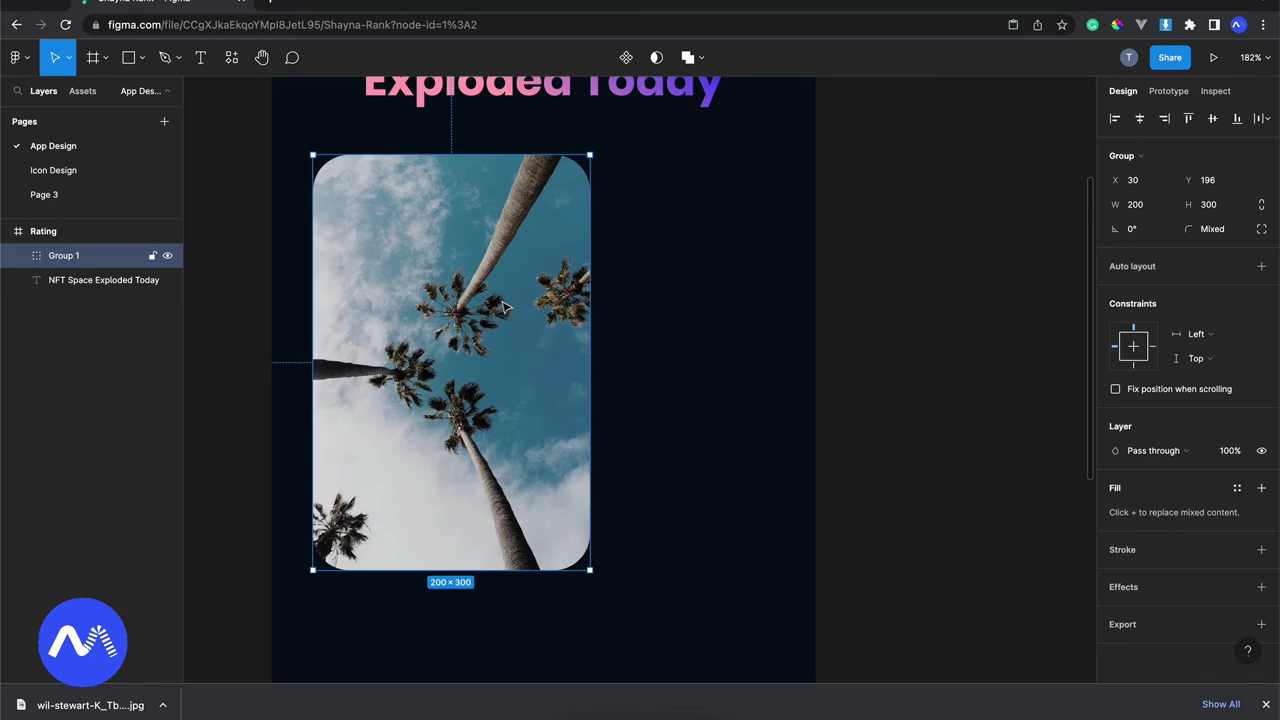 figma.com/file/CCgXJkaEkqoYMpl8JetL95/Shayna-Rank?node-id=1%3A2
Share
182%
Layers
Assets
App Des...
Design
Prototype
Inspect
Exploded Today
Pages
App Design
Icon Design
Page 3
Rating
Group 1
NFT Space Exploded Today
Group
X 30
Y 196
W 200
H 300
0°
Mixed
Auto layout
Constraints
Left
Top
Fix position when scrolling
Layer
Pass through
100%
Fill
Click + to replace mixed content.
Stroke
Effects
Export
200 × 300
T
?
wil-stewart-K_Tb....jpg
Show All